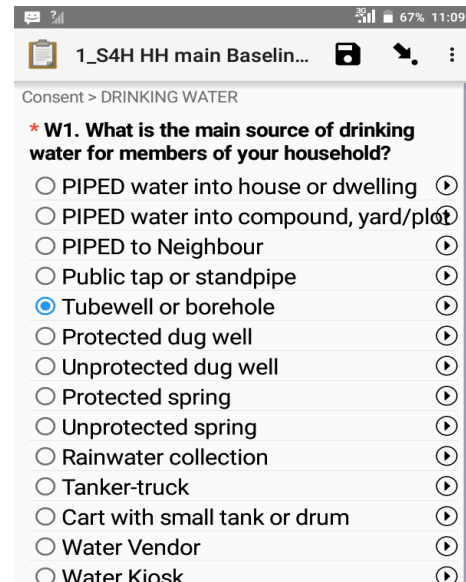 3G 67% 11:09
1_S4H HH main Baselin...
Consent > DRINKING WATER
* W1. What is the main source of drinking
water for members of your household?
PIPED water into house or dwelling
PIPED water into compound, yard/plot
PIPED to Neighbour
Public tap or standpipe
Tubewell or borehole
Protected dug well
Unprotected dug well
Protected spring
Unprotected spring
Rainwater collection
Tanker-truck
Cart with small tank or drum
Water Vendor
Water Kiosk